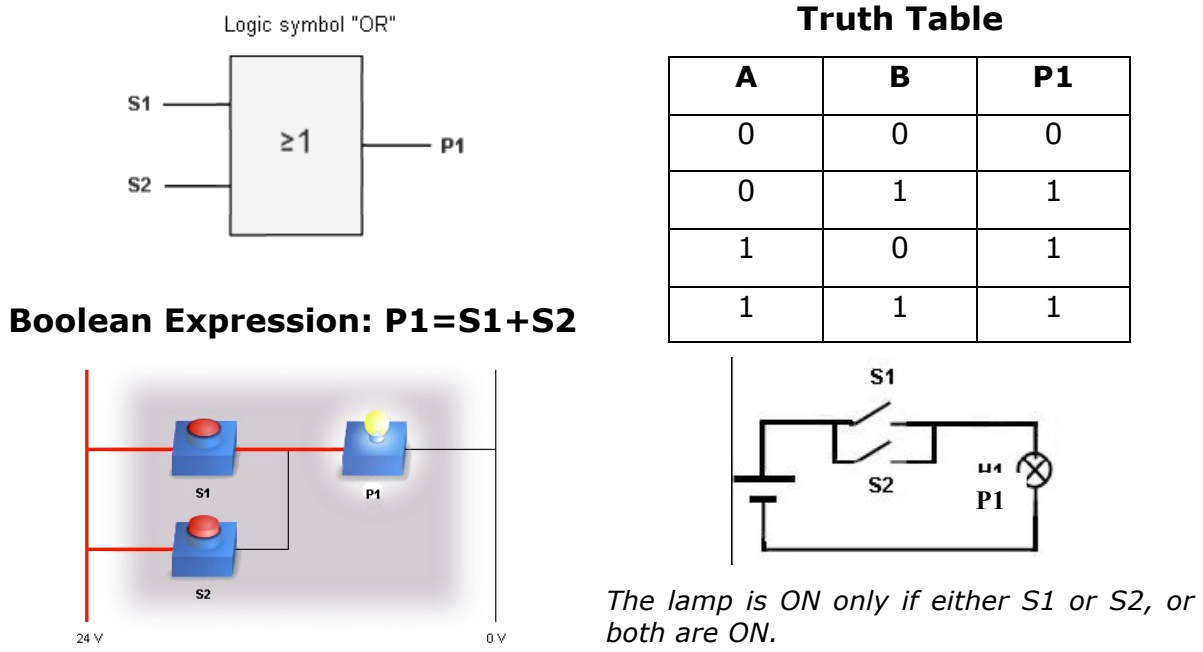 Logic symbol "OR"
S1
≥1
P1
S2
Boolean Expression: P1=S1+S2
S1
P1
S2
24 V
0 V
Truth Table
A B P1
0 0 0
0 1 1
1 0 1
1 1 1
S1
S2
P1
The lamp is ON only if either S1 or S2, or
both are ON.